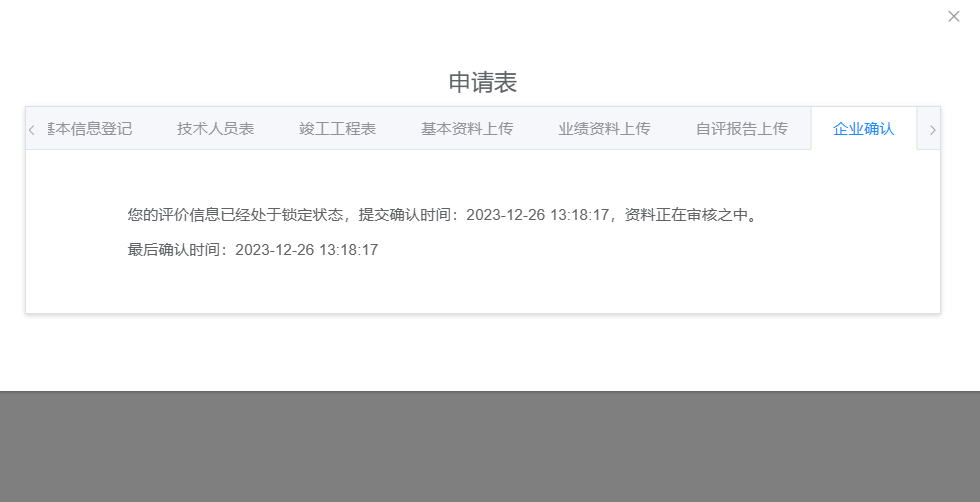 申请表
基本信息登记 技术人员表 竣工工程表 基本资料上传 业绩资料上传 自评报告上传 企业确认
您的评价信息已经处于锁定状态，提交确认时间：2023-12-26 13:18:17，资料正在审核之中。
最后确认时间：2023-12-26 13:18:17